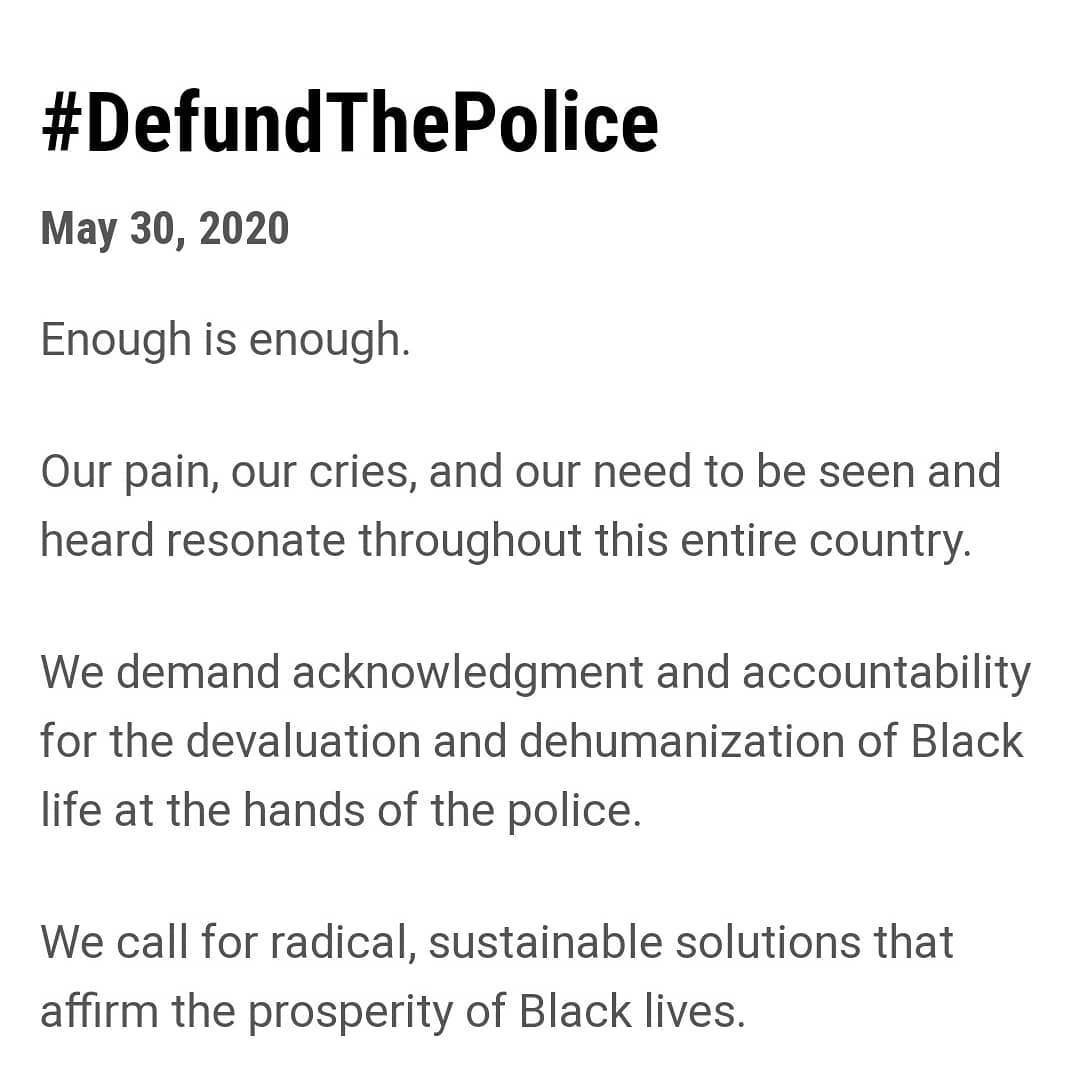 #DefundThePolice
May 30, 2020
Enough is enough.
Our pain, our cries, and our need to be seen and
heard resonate throughout this entire country.
We demand acknowledgment and accountability
for the devaluation and dehumanization of Black
life at the hands of the police.
We call for radical, sustainable solutions that
affirm the prosperity of Black lives.